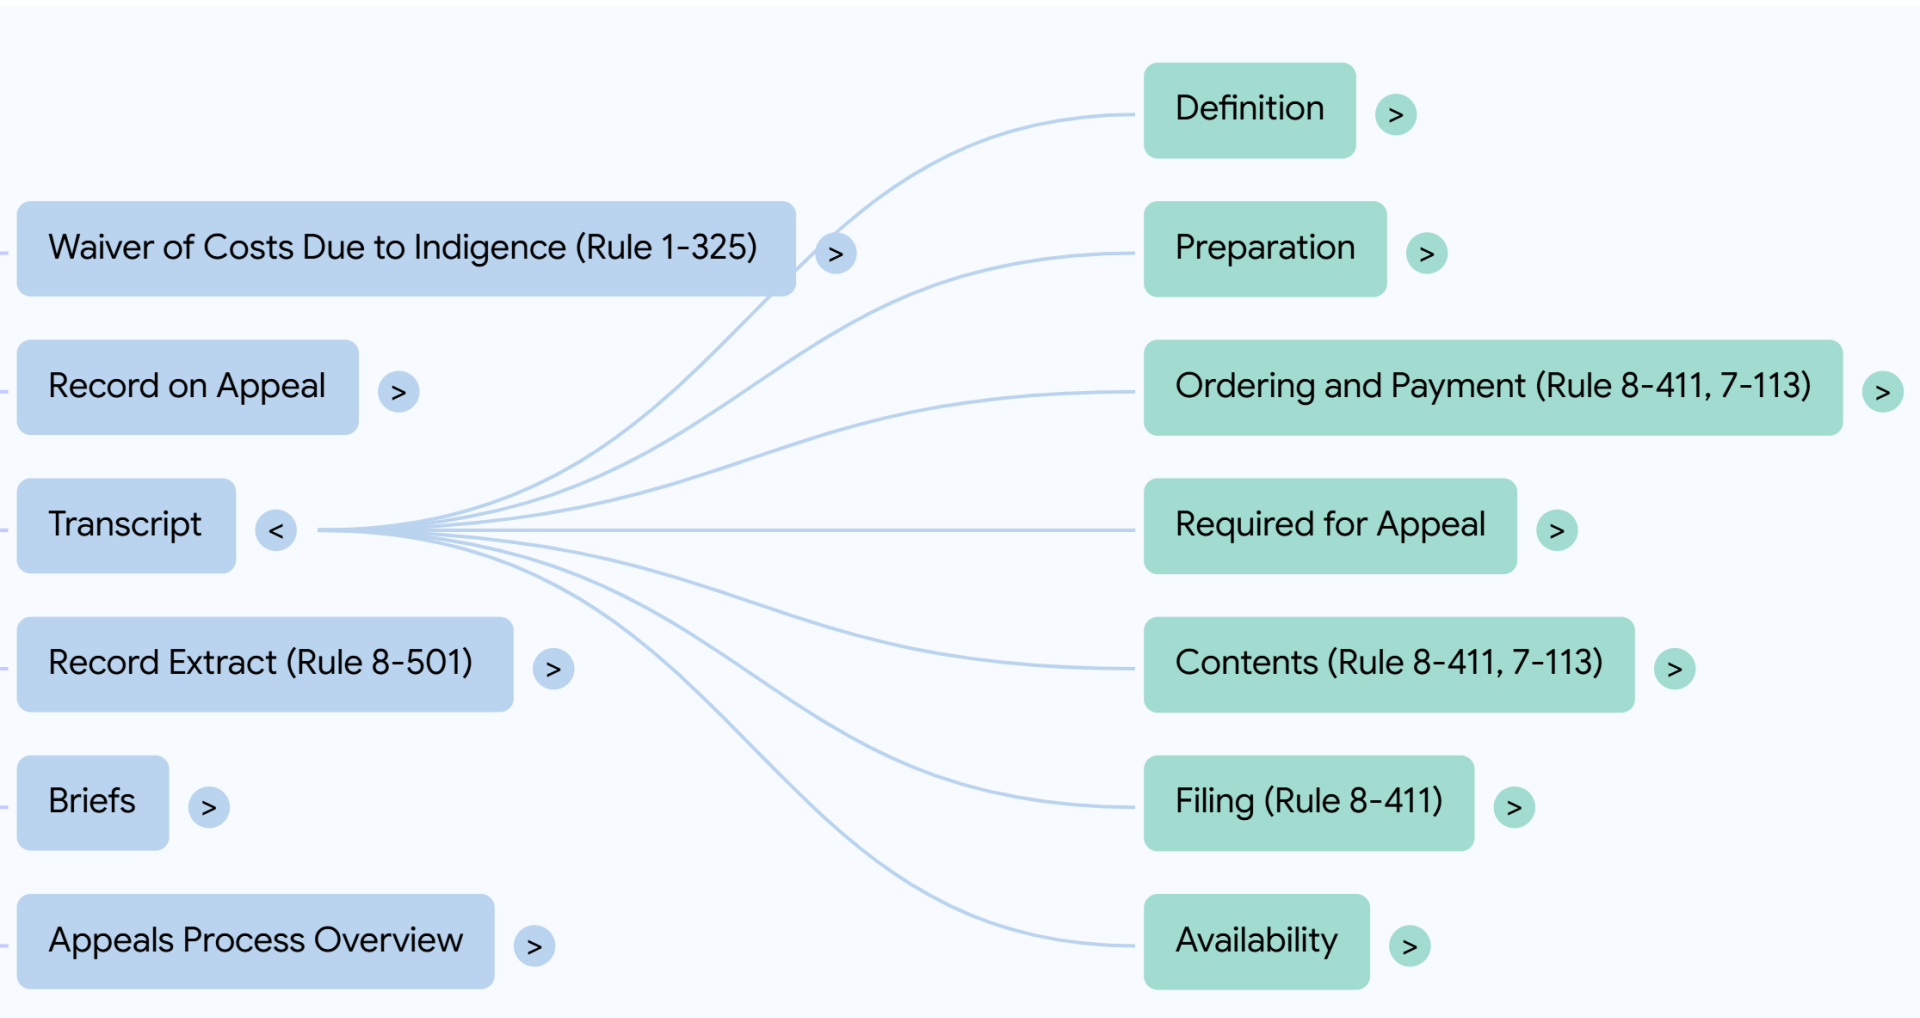 Waiver of Costs Due to Indigence (Rule 1-325)
>
Record on Appeal
>
Transcript
<
Record Extract (Rule 8-501)
>
Briefs
>
Appeals Process Overview
>
Definition
>
Preparation
>
Ordering and Payment (Rule 8-411, 7-113)
>
Required for Appeal
>
Contents (Rule 8-411, 7-113)
>
Filing (Rule 8-411)
>
Availability
>